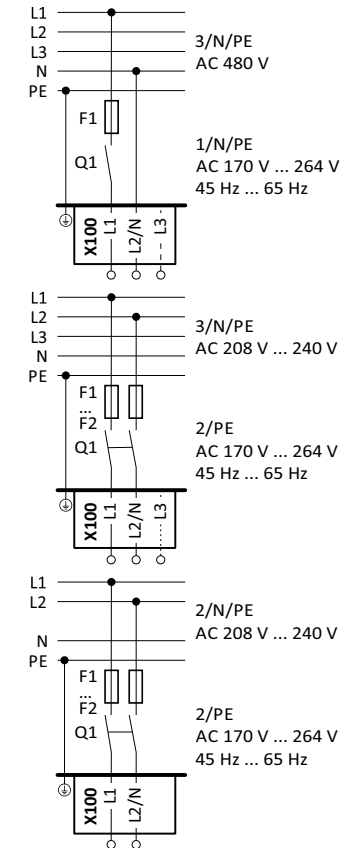 L1
L2
L3
N
PE
3/N/PE
AC 480 V
F1
Q1
1/N/PE
AC 170 V ... 264 V
45 Hz ... 65 Hz
X100
L1
L2/N
L3
L1
L2
L3
N
PE
3/N/PE
AC 208 V ... 240 V
F1
...
F2
Q1
2/PE
AC 170 V ... 264 V
45 Hz ... 65 Hz
X100
L1
L2/N
L3
L1
L2
N
PE
2/N/PE
AC 208 V ... 240 V
F1
...
F2
Q1
2/PE
AC 170 V ... 264 V
45 Hz ... 65 Hz
X100
L1
L2/N